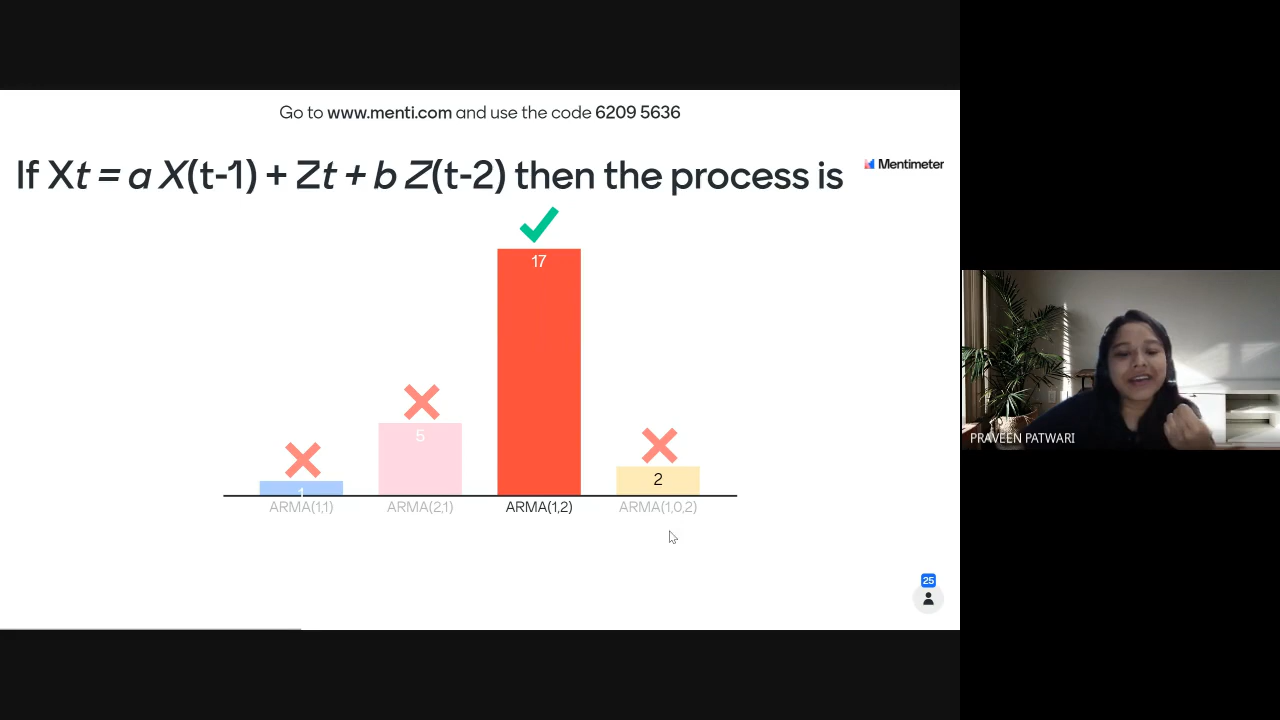 Go to www.menti.com and use the code 6209 5636
If Xt = a X(t-1) + Zt + b Z(t-2) then the process is
Mentimeter
17
5
2
1
ARMA(1,1)
ARMA(2,1)
ARMA(1,2)
ARMA(1,0,2)
25
PRAVEEN PATWARI